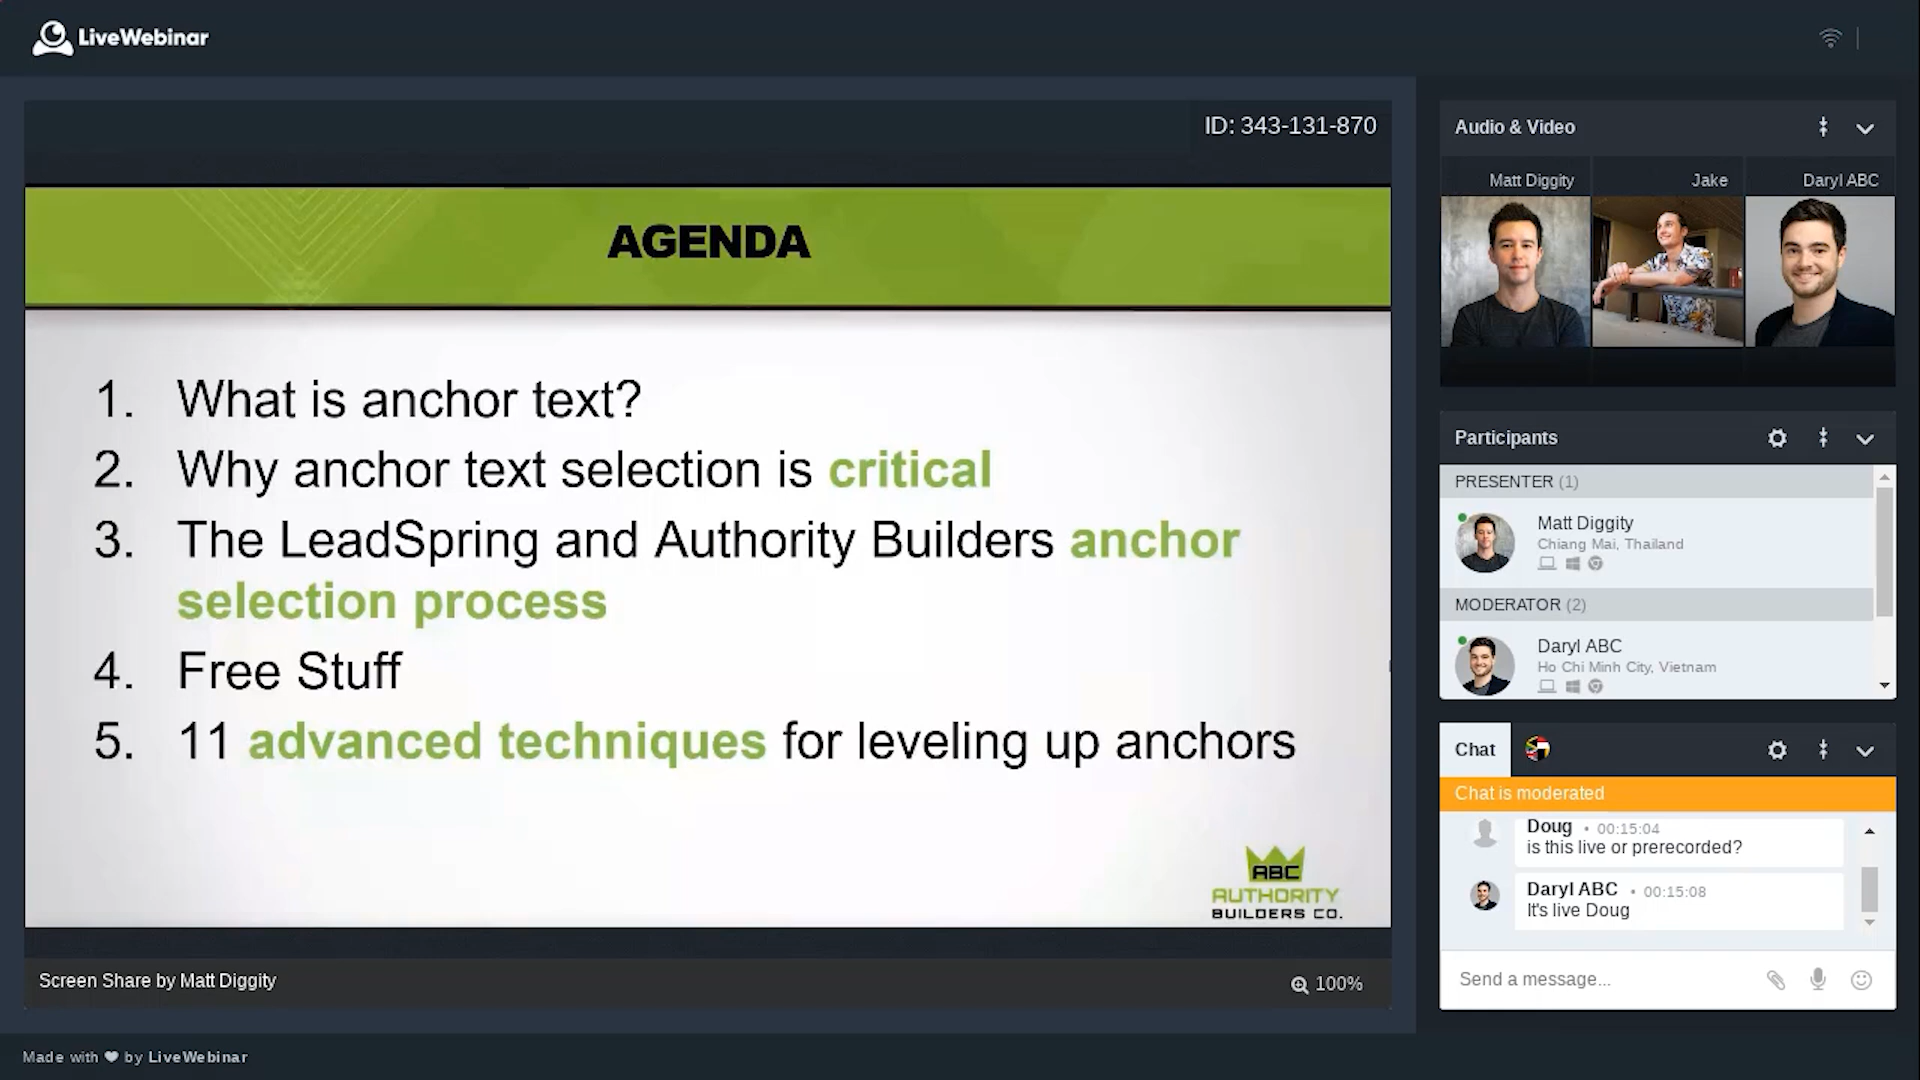 LiveWebinar
ID: 343-131-870
AGENDA
1. What is anchor text?
2. Why anchor text selection is critical
3. The LeadSpring and Authority Builders anchor
selection process
4. Free Stuff
5. 11 advanced techniques for leveling up anchors
ABC
AUTHORITY
BUILDERS CO.
Screen Share by Matt Diggity
100%
Made with ❤ by LiveWebinar
Audio & Video
Matt Diggity
Jake
Daryl ABC
Participants
PRESENTER (1)
Matt Diggity
Chiang Mai, Thailand
MODERATOR (2)
Daryl ABC
Ho Chi Minh City, Vietnam
Chat
Chat is moderated
Doug • 00:15:04
is this live or prerecorded?
Daryl ABC • 00:15:08
It's live Doug
Send a message...